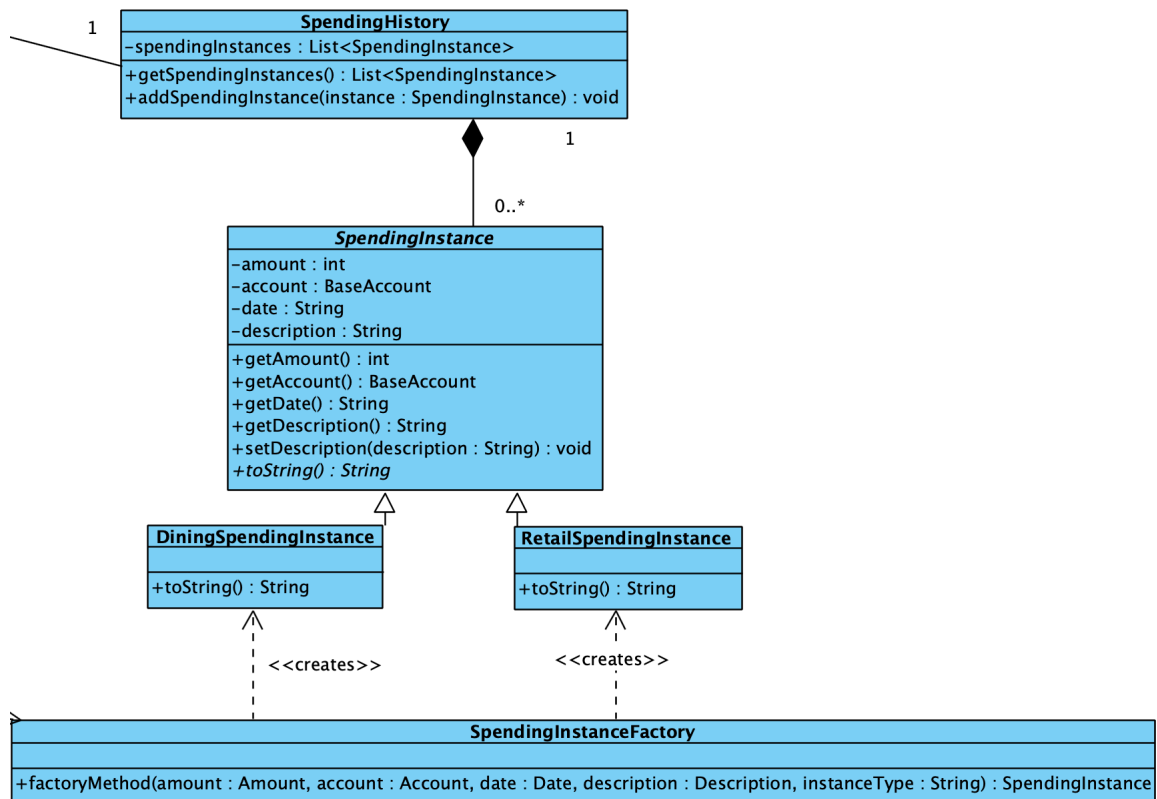 1
SpendingHistory
-spendingInstances : List<SpendingInstance>
+getSpendingInstances() : List<SpendingInstance>
+addSpendingInstance(instance : SpendingInstance) : void
1
0..*
SpendingInstance
-amount : int
-account : BaseAccount
-date : String
-description : String
+getAmount() : int
+getAccount() : BaseAccount
+getDate() : String
+getDescription() : String
+setDescription(description : String) : void
+toString() : String
DiningSpendingInstance
+toString() : String
RetailSpendingInstance
+toString() : String
<<creates>>
<<creates>>
SpendingInstanceFactory
+factoryMethod(amount : Amount, account : Account, date : Date, description : Description, instanceType : String) : SpendingInstance